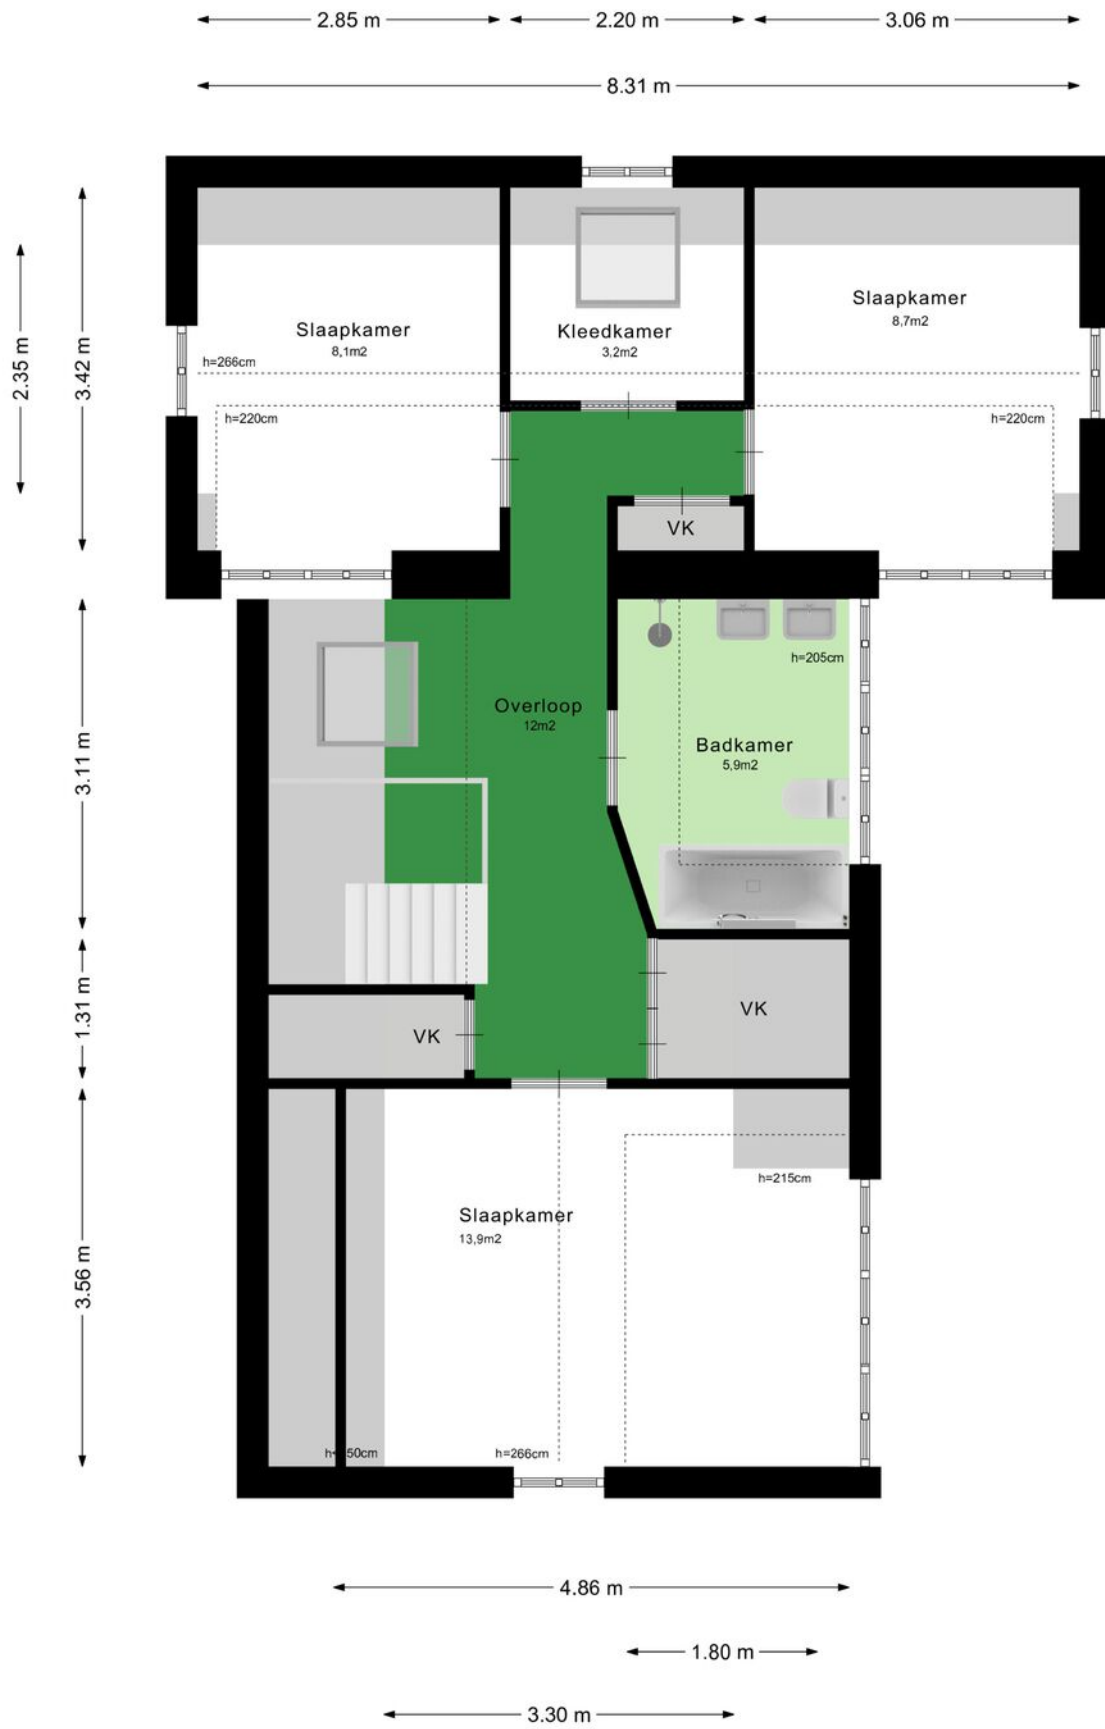 2.85 m
2.20 m
3.06 m
8.31 m
2.35 m
3.42 m
3.11 m
1.31 m
3.56 m
Slaapkamer
8,1m2
Kleedkamer
3,2m2
Slaapkamer
8,7m2
h=266cm
h=220cm
h=220cm
VK
Overloop
12m2
h=205cm
Badkamer
5,9m2
VK
VK
h=215cm
Slaapkamer
13,9m2
50cm
h=266cm
4.86 m
1.80 m
3.30 m